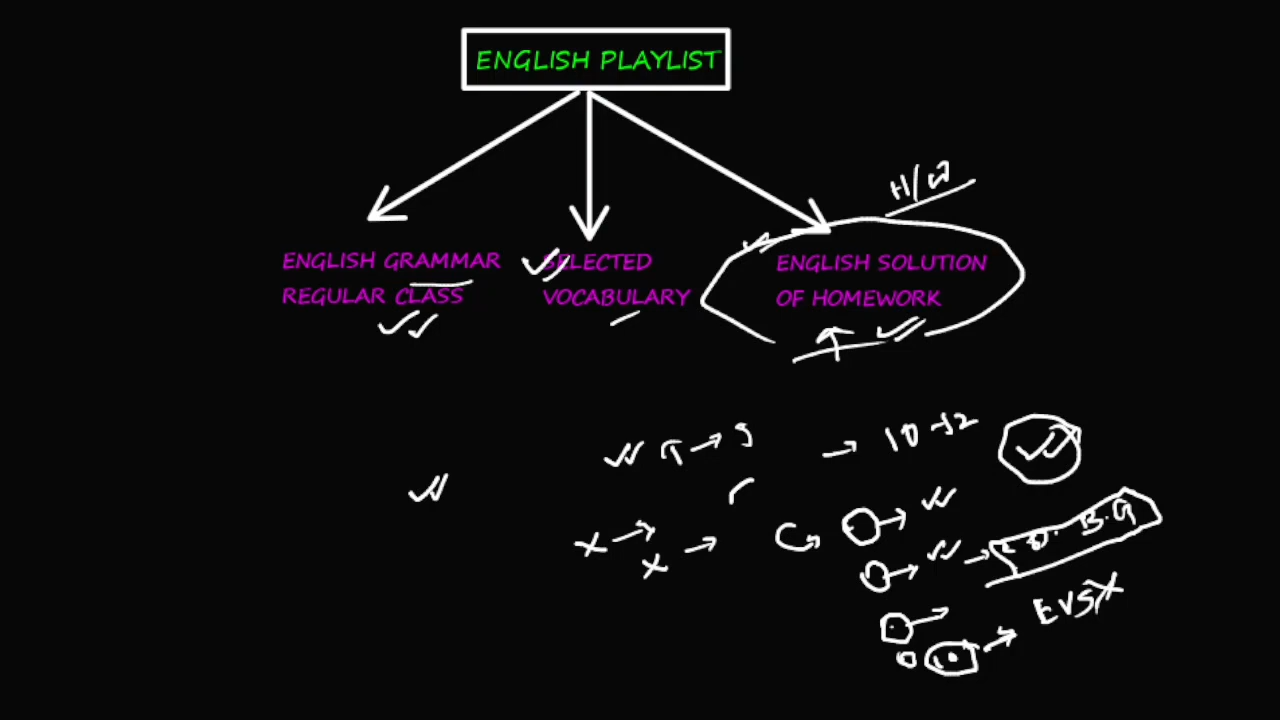 ENGLISH PLAYLIST
H/W
ENGLISH GRAMMAR
REGULAR CLASS
SELECTED
VOCABULARY
ENGLISH SOLUTION
OF HOMEWORK
10-12
B.G
EVS